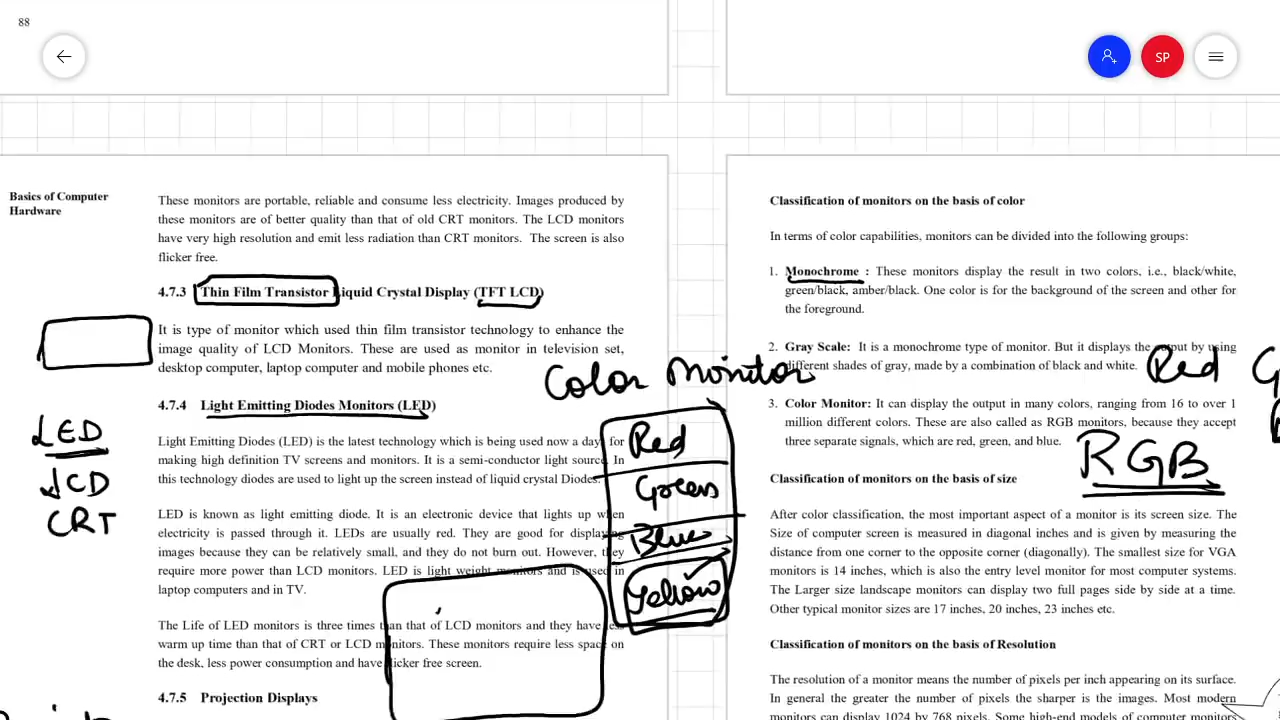 88
SP
Basics of Computer
Hardware
These monitors are portable, reliable and consume less electricity. Images produced by
these monitors are of better quality than that of old CRT monitors. The LCD monitors
have very high resolution and emit less radiation than CRT monitors. The screen is also
flicker free.
4.7.3 Thin Film Transistor Liquid Crystal Display (TFT LCD)
It is type of monitor which used thin film transistor technology to enhance the
image quality of LCD Monitors. These are used as monitor in television set,
desktop computer, laptop computer and mobile phones etc.
4.7.4 Light Emitting Diodes Monitors (LED)
LED
LCD
CRT
Light Emitting Diodes (LED) is the latest technology which is being used now a day for
making high definition TV screens and monitors. It is a semi-conductor light source. In
this technology diodes are used to light up the screen instead of liquid crystal Diodes.
LED is known as light emitting diode. It is an electronic device that lights up when
electricity is passed through it. LEDs are usually red. They are good for displaying
images because they can be relatively small, and they do not burn out. However, they
require more power than LCD monitors. LED is light weight monitors and is used in
laptop computers and in TV.
The Life of LED monitors is three times than that of LCD monitors and they have less
warm up time than that of CRT or LCD monitors. These monitors require less space on
the desk, less power consumption and have flicker free screen.
4.7.5 Projection Displays
Color Monitor
Red
Green
Blue
Yellow
Classification of monitors on the basis of color
In terms of color capabilities, monitors can be divided into the following groups:
1. Monochrome : These monitors display the result in two colors, i.e., black/white,
green/black, amber/black. One color is for the background of the screen and other for
the foreground.
2. Gray Scale: It is a monochrome type of monitor. But it displays the output by using
different shades of gray, made by a combination of black and white.
Red G
3. Color Monitor: It can display the output in many colors, ranging from 16 to over 1
million different colors. These are also called as RGB monitors, because they accept
three separate signals, which are red, green, and blue.
RGB
Classification of monitors on the basis of size
After color classification, the most important aspect of a monitor is its screen size. The
Size of computer screen is measured in diagonal inches and is given by measuring the
distance from one corner to the opposite corner (diagonally). The smallest size for VGA
monitors is 14 inches, which is also the entry level monitor for most computer systems.
The Larger size landscape monitors can display two full pages side by side at a time.
Other typical monitor sizes are 17 inches, 20 inches, 23 inches etc.
Classification of monitors on the basis of Resolution
The resolution of a monitor means the number of pixels per inch appearing on its surface.
In general the greater the number of pixels the sharper is the images. Most modern
monitors can display 1024 by 768 pixels. Some high-end models of computer monitors